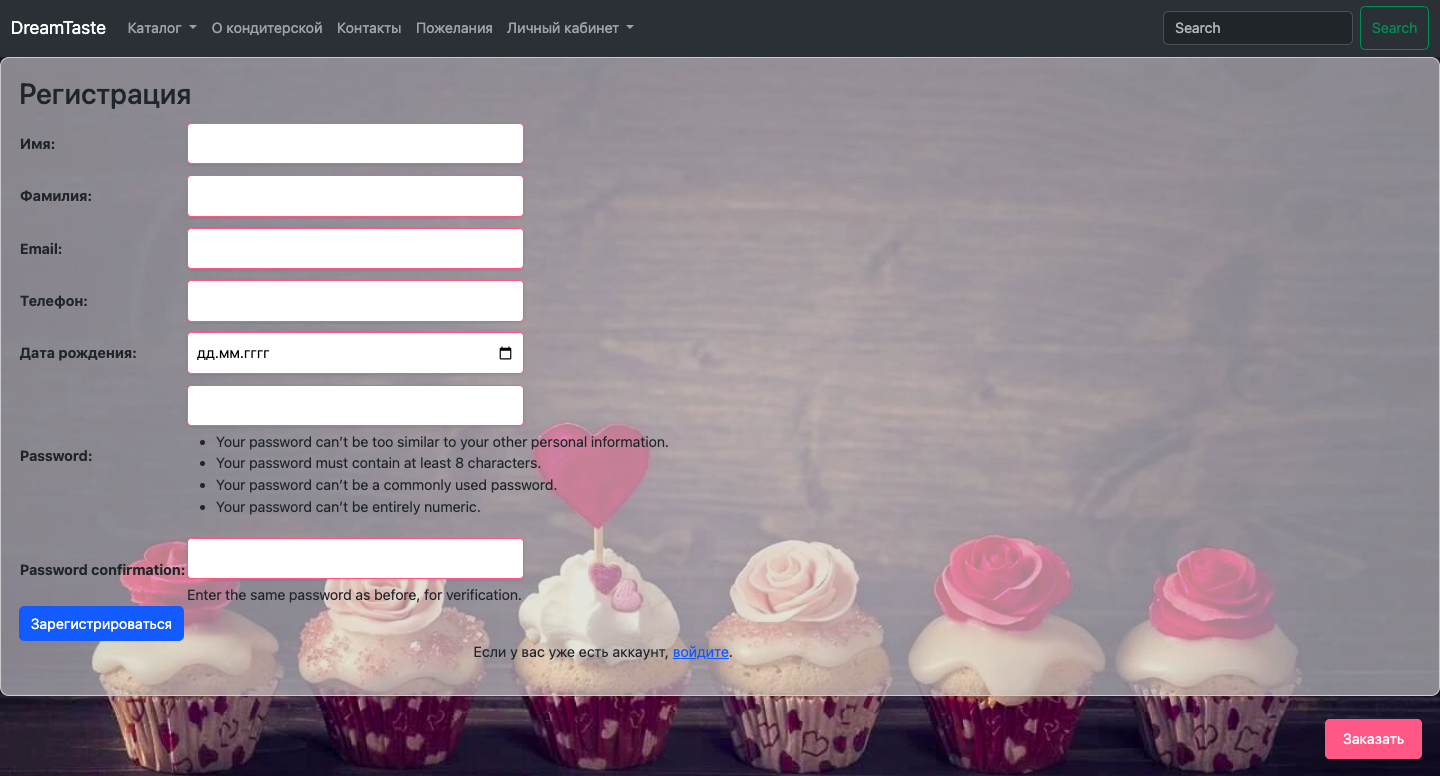 DreamTaste Каталог О кондитерской Контакты Пожелания Личный кабинет Search Search
Регистрация
Имя:
Фамилия:
Email:
Телефон:
Дата рождения: дд.мм.гггг
Password:
Your password can’t be too similar to your other personal information.
Your password must contain at least 8 characters.
Your password can’t be a commonly used password.
Your password can’t be entirely numeric.
Password confirmation:
Enter the same password as before, for verification.
Зарегистрироваться
Если у вас уже есть аккаунт, войдите.
Заказать